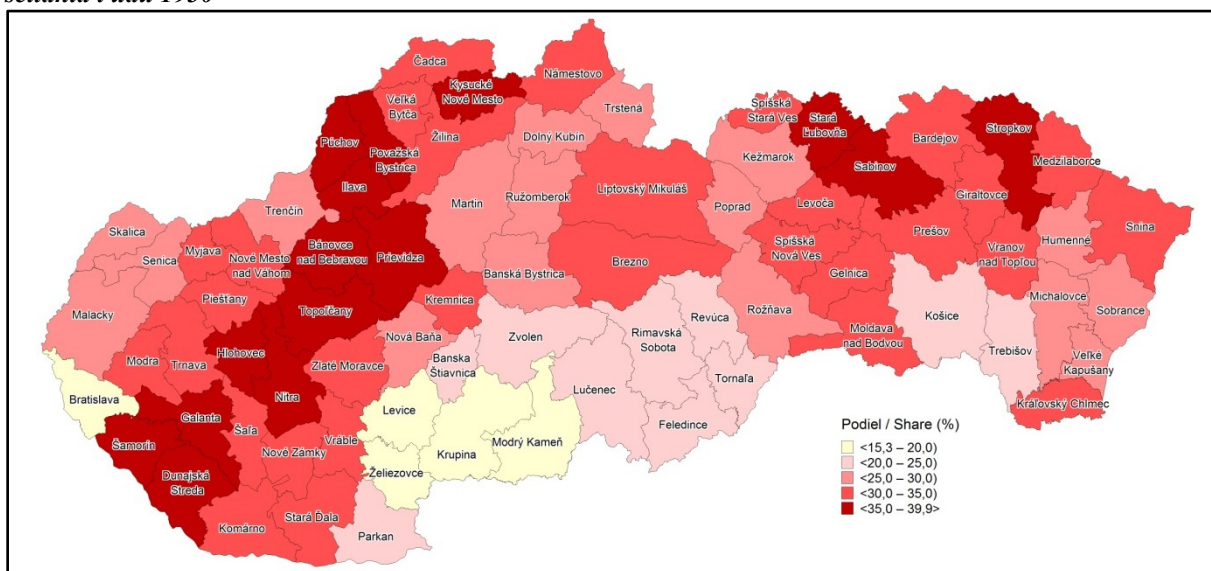 sčítania ľudu 1930
Čadca
Námestovo
Kysucké
Nové Mesto
Veľká
Bytča
Trstená
Spišská
Stará Ves
Stará
Ľubovňa
Stropkov
Bardejov
Púchov
Žilina
Dolný Kubín
Medzilaborce
Považská
Bystrica
Kežmarok
Sabinov
Ilava
Liptovský Mikuláš
Giraltovce
Martin
Ružomberok
Poprad
Levoča
Trenčín
Prešov
Snina
Skalica
Senica
Myjava
Nové Mesto
nad Váhom
Bánovce
nad Bebravou
Prievidza
Spišská
Nová Ves
Vranov
nad Topľou
Humenné
Brezno
Banská Bystrica
Gelnica
Piešťany
Topoľčany
Kremnica
Michalovce
Malacky
Revúca
Rožňava
Košice
Sobrance
Nová Baňa
Zvolen
Rimavská
Sobota
Moldava
nad Bodvou
Trebišov
Hlohovec
Modra
Trnava
Zlaté Moravce
Banska
Štiavnica
Veľké
Kapušany
Tornaľa
Bratislava
Nitra
Levice
Lučenec
Kráľovský Chlmec
Galanta
Feledince
Šamorín
Šaľa
Vráble
Krupina
Modrý Kameň
Nové Zámky
Želiezovce
Dunajská
Streda
Stará Ďala
Komárno
Parkan
Podiel / Share (%)
<15,3 – 20,0)
<20,0 – 25,0)
<25,0 – 30,0)
<30,0 – 35,0)
<35,0 – 39,9>